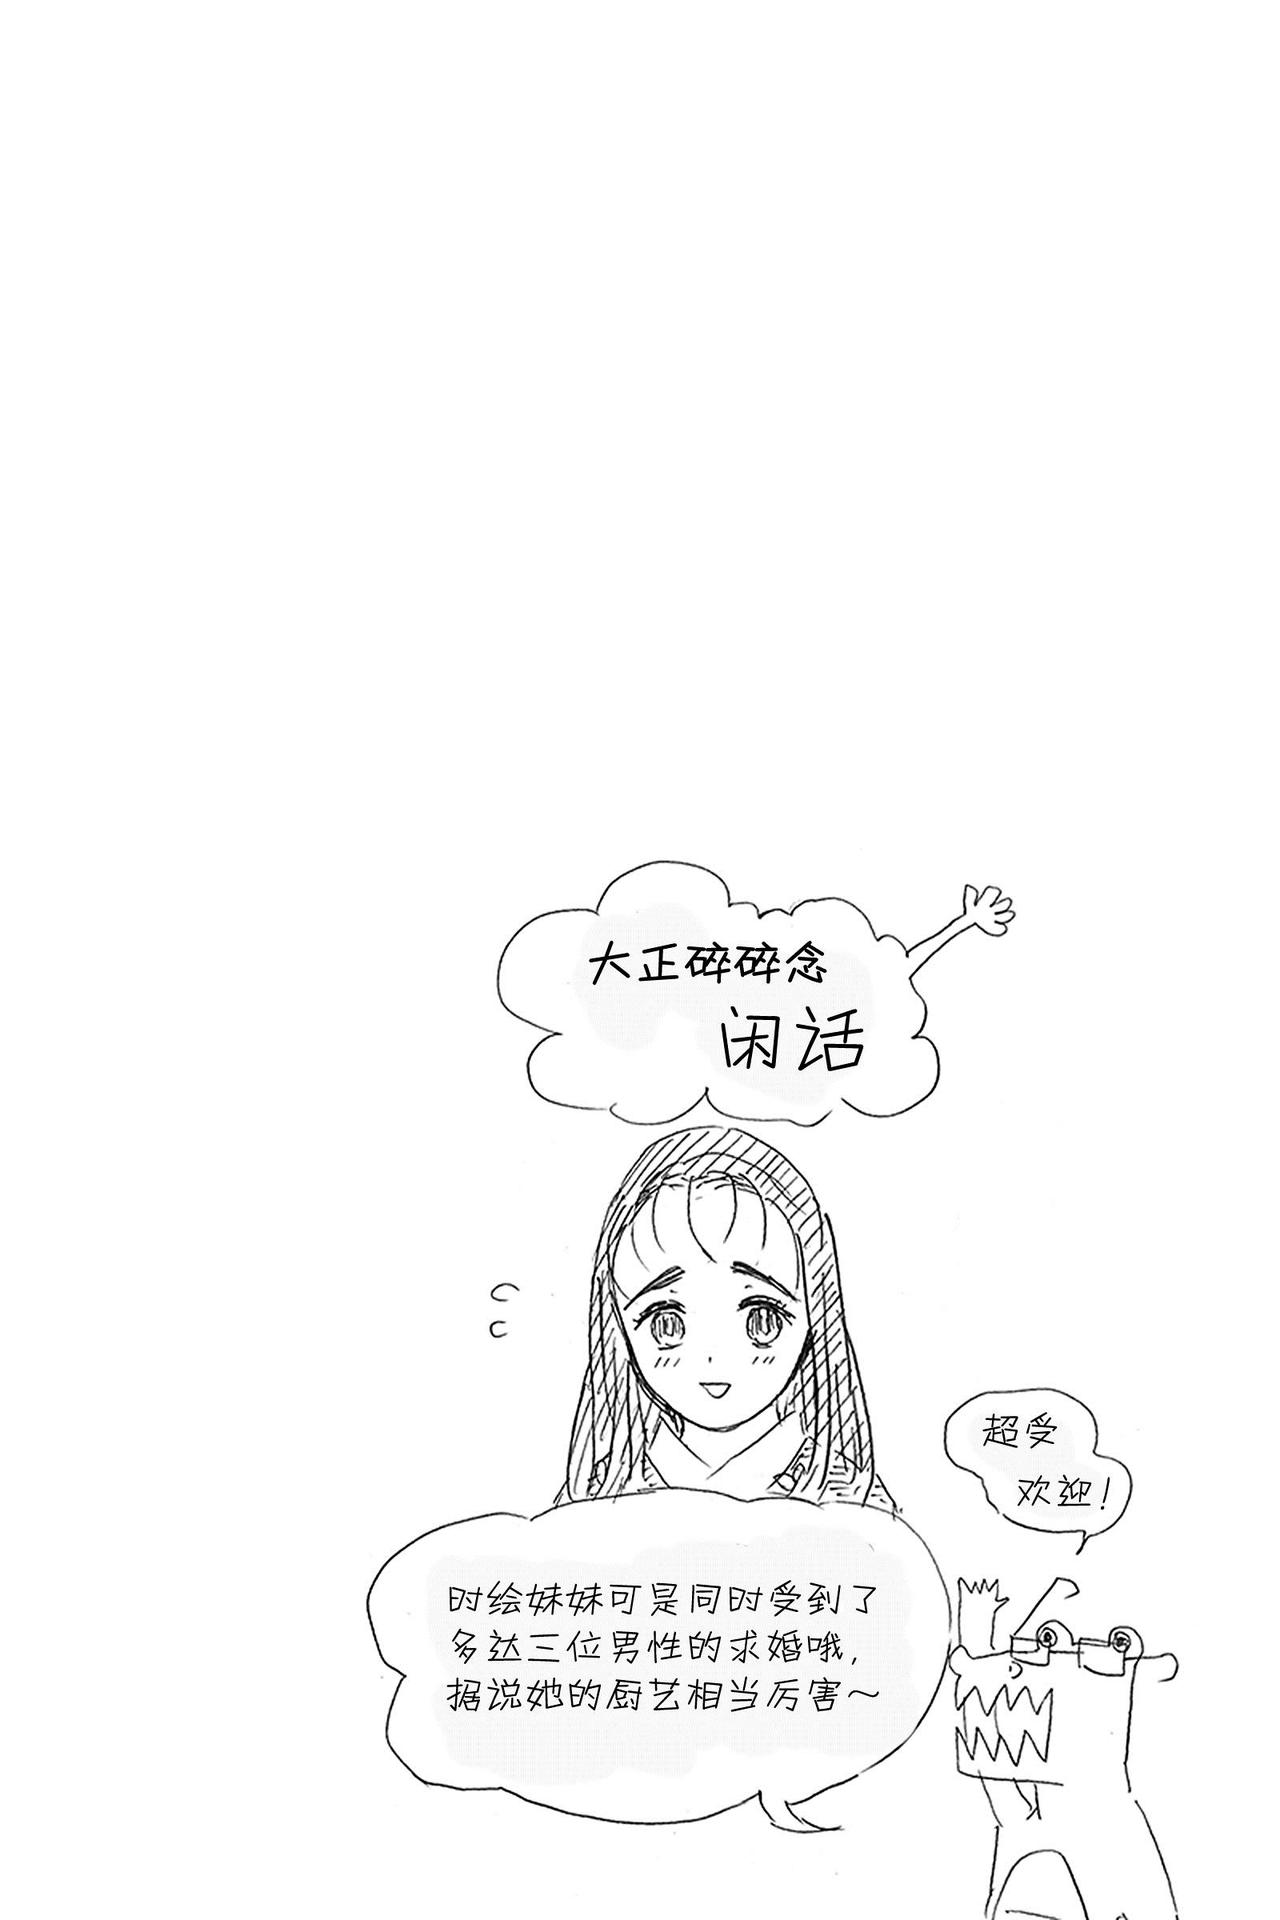 大正碎碎念
闲话
超受
欢迎！
时绘妹妹可是同时受到了
多达三位男性的求婚哦，
据说她的厨艺相当厉害～